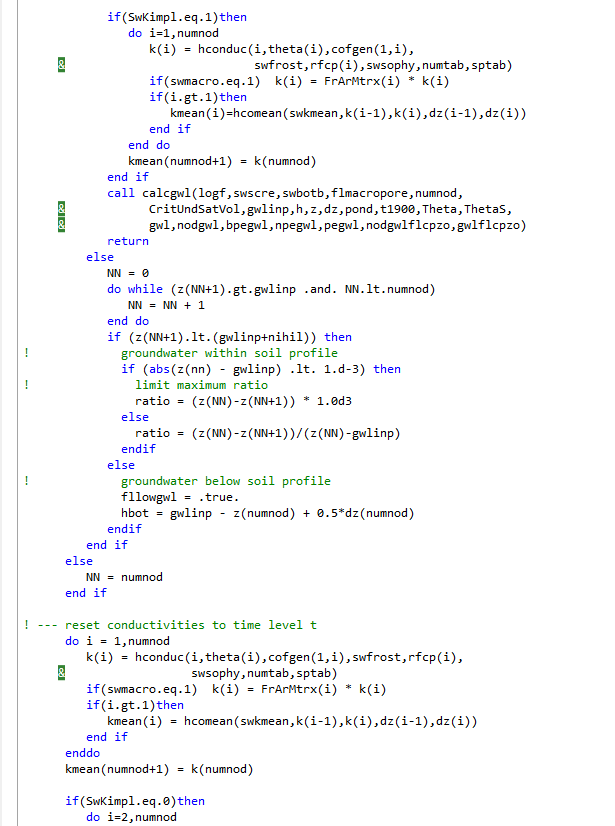 if(SwKimpl.eq.1)then
               do i=1,numnod
                  k(i) = hconduc(i,theta(i),cofgen(1,i),
     &                           swfrost,rfcp(i),swsophy,numtab,sptab)
                  if(swmacro.eq.1)  k(i) = FrArMtrx(i) * k(i)
                  if(i.gt.1)then
                     kmean(i)=hcomean(swkmean,k(i-1),k(i),dz(i-1),dz(i))
                  end if
               end do
               kmean(numnod+1) = k(numnod)
            end if
            call calcgwl(logf,swscre,swbotb,flmacropore,numnod,
     &            CritUndSatVol,gwlinp,h,z,dz,pond,t1900,Theta,ThetaS,
     &            gwl,nodgwl,bpegwl,npegwl,pegwl,nodgwlflcpzo,gwlflcpzo)
            return
         else
            NN = 0
            do while (z(NN+1).gt.gwlinp .and. NN.lt.numnod)
               NN = NN + 1
            end do
            if (z(NN+1).lt.(gwlinp+nihil)) then
!             groundwater within soil profile
              if (abs(z(nn) - gwlinp) .lt. 1.d-3) then
!               limit maximum ratio
                ratio = (z(NN)-z(NN+1)) * 1.0d3
              else
                ratio = (z(NN)-z(NN+1))/(z(NN)-gwlinp)
              endif
            else
!             groundwater below soil profile
              fllowgwl = .true.
              hbot = gwlinp - z(numnod) + 0.5*dz(numnod)
            endif
         end if
      else
         NN = numnod
      end if

! --- reset conductivities to time level t
      do i = 1,numnod
         k(i) = hconduc(i,theta(i),cofgen(1,i),swfrost,rfcp(i),
     &                  swsophy,numtab,sptab)
         if(swmacro.eq.1)  k(i) = FrArMtrx(i) * k(i)
         if(i.gt.1)then
            kmean(i) = hcomean(swkmean,k(i-1),k(i),dz(i-1),dz(i))
         end if
      enddo
      kmean(numnod+1) = k(numnod)

      if(SwKimpl.eq.0)then
         do i=2,numnod